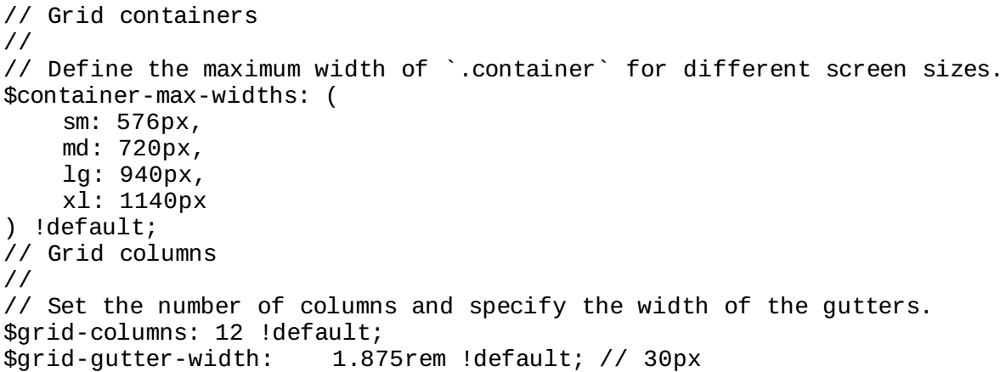 // Grid containers
//
// Define the maximum width of `.container` for different screen sizes.
$container-max-widths: (
    sm: 576px,
    md: 720px,
    lg: 940px,
    xl: 1140px
) !default;
// Grid columns
//
// Set the number of columns and specify the width of the gutters.
$grid-columns: 12 !default;
$grid-gutter-width:    1.875rem !default; // 30px